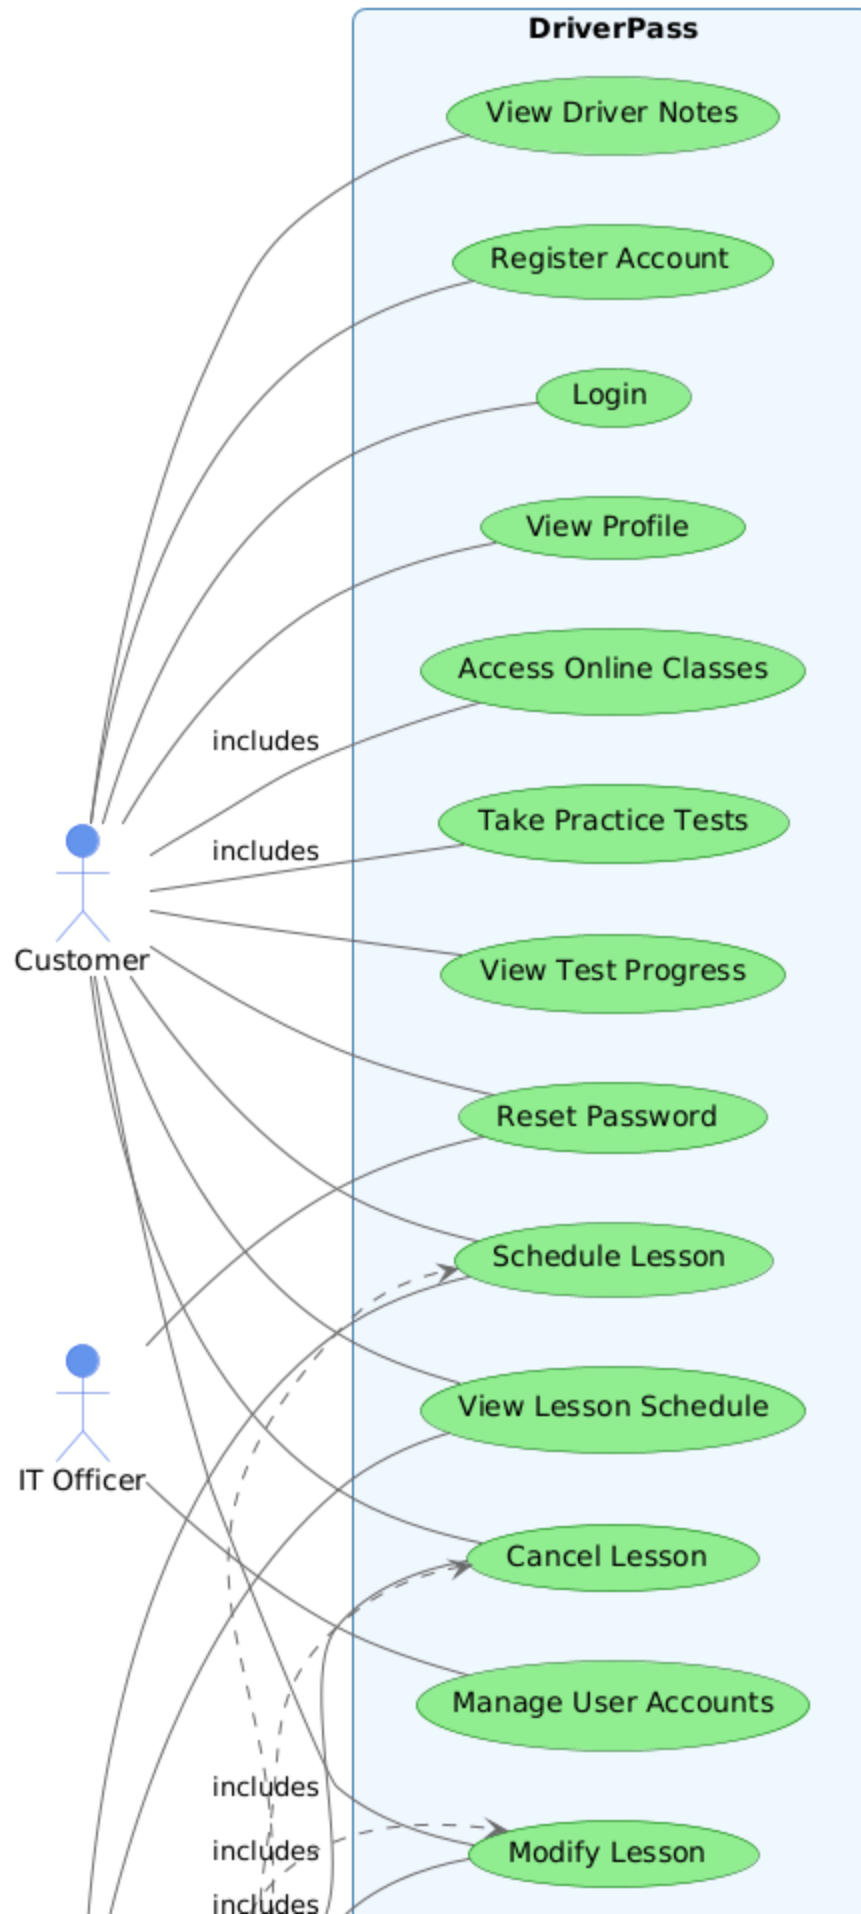 DriverPass
View Driver Notes
Register Account
Login
View Profile
Access Online Classes
includes
Take Practice Tests
includes
Customer
View Test Progress
Reset Password
Schedule Lesson
IT Officer
View Lesson Schedule
Cancel Lesson
Manage User Accounts
includes
includes
Modify Lesson
includes